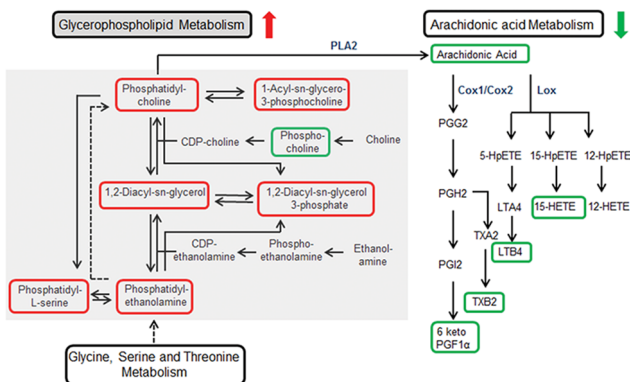 Glycerophospholipid Metabolism
Arachidonic acid Metabolism
PLA2
Arachidonic Acid
Phosphatidyl-
choline
1-Acyl-sn-glycero-
3-phosphocholine
Cox1/Cox2
Lox
PGG2
CDP-choline
Phospho-
choline
Choline
5-HpETE
15-HpETE
12-HpETE
1,2-Diacyl-sn-glycerol
1,2-Diacyl-sn-glycerol
3-phosphate
PGH2
LTA4
15-HETE
12-HETE
TXA2
CDP-
ethanolamine
Phospho-
ethanolamine
Ethanol-
amine
LTB4
PGI2
Phosphatidyl-
L-serine
Phosphatidyl-
ethanolamine
TXB2
6 keto
PGF1α
Glycine, Serine and Threonine
Metabolism